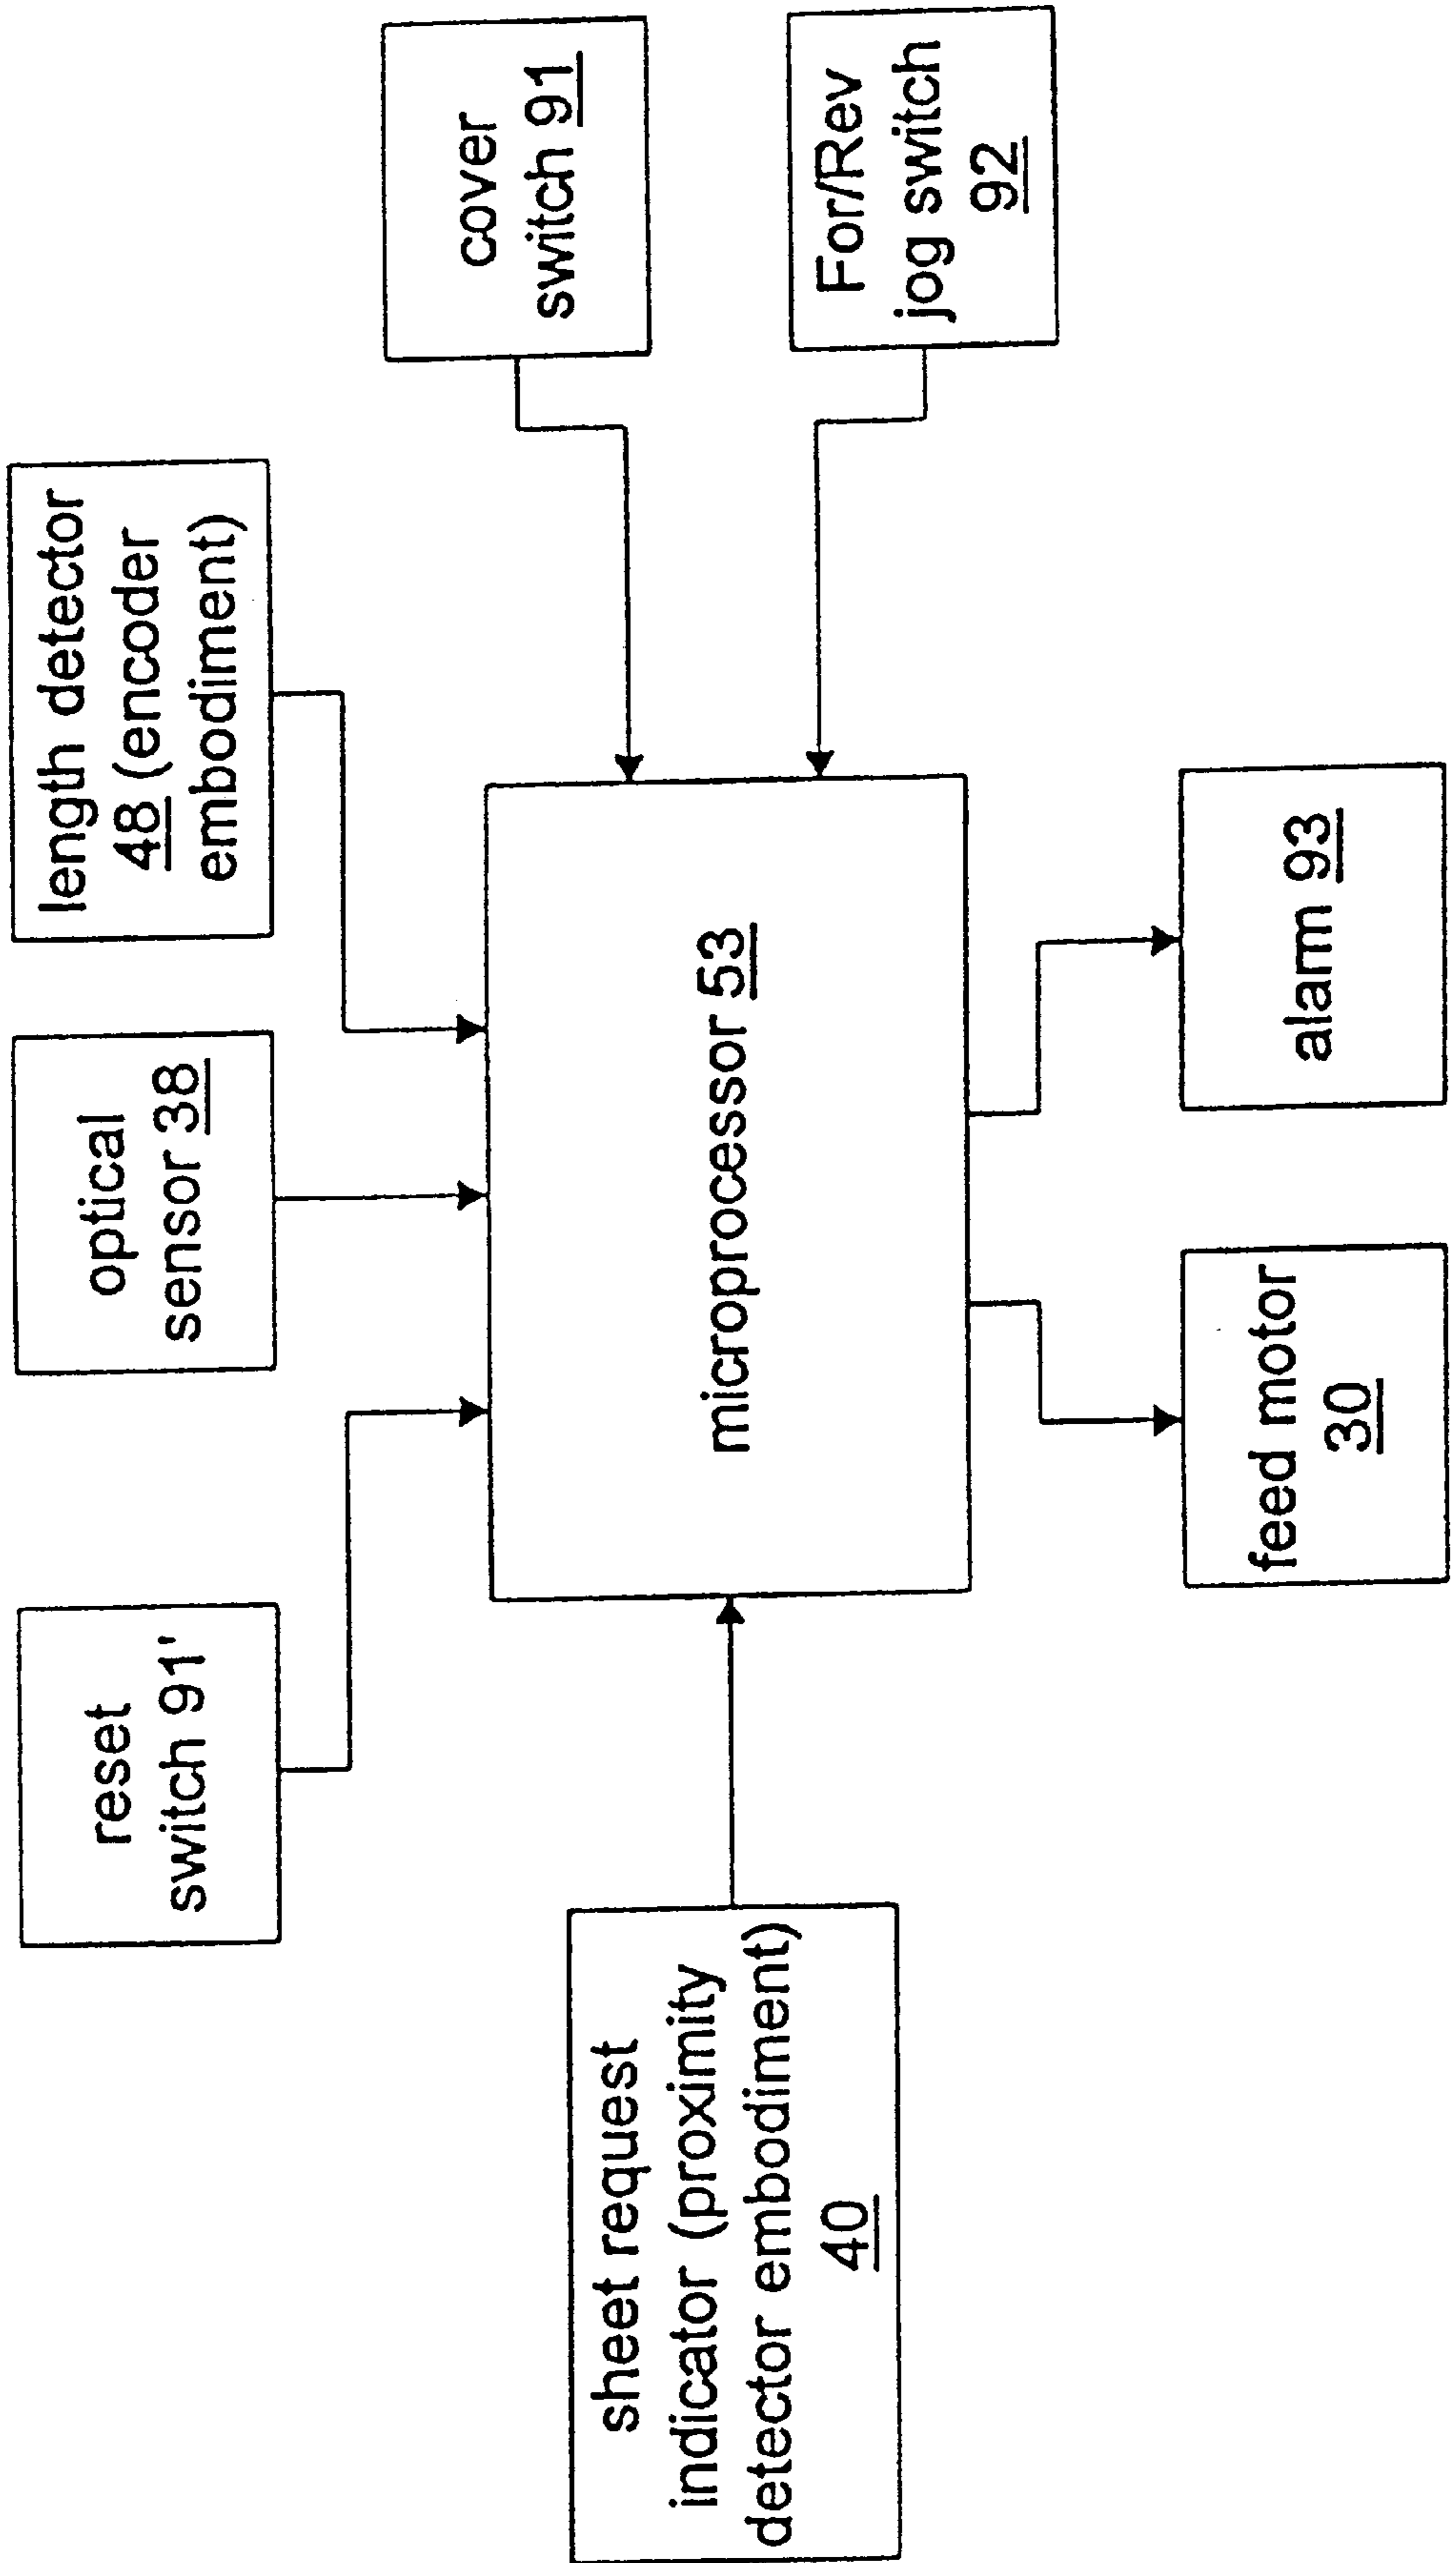 reset
switch 91'
optical
sensor 38
length detector
48 (encoder
embodiment)
sheet request
indicator (proximity
detector embodiment)
40
microprocessor 53
cover
switch 91
For/Rev
jog switch
92
feed motor
30
alarm 93